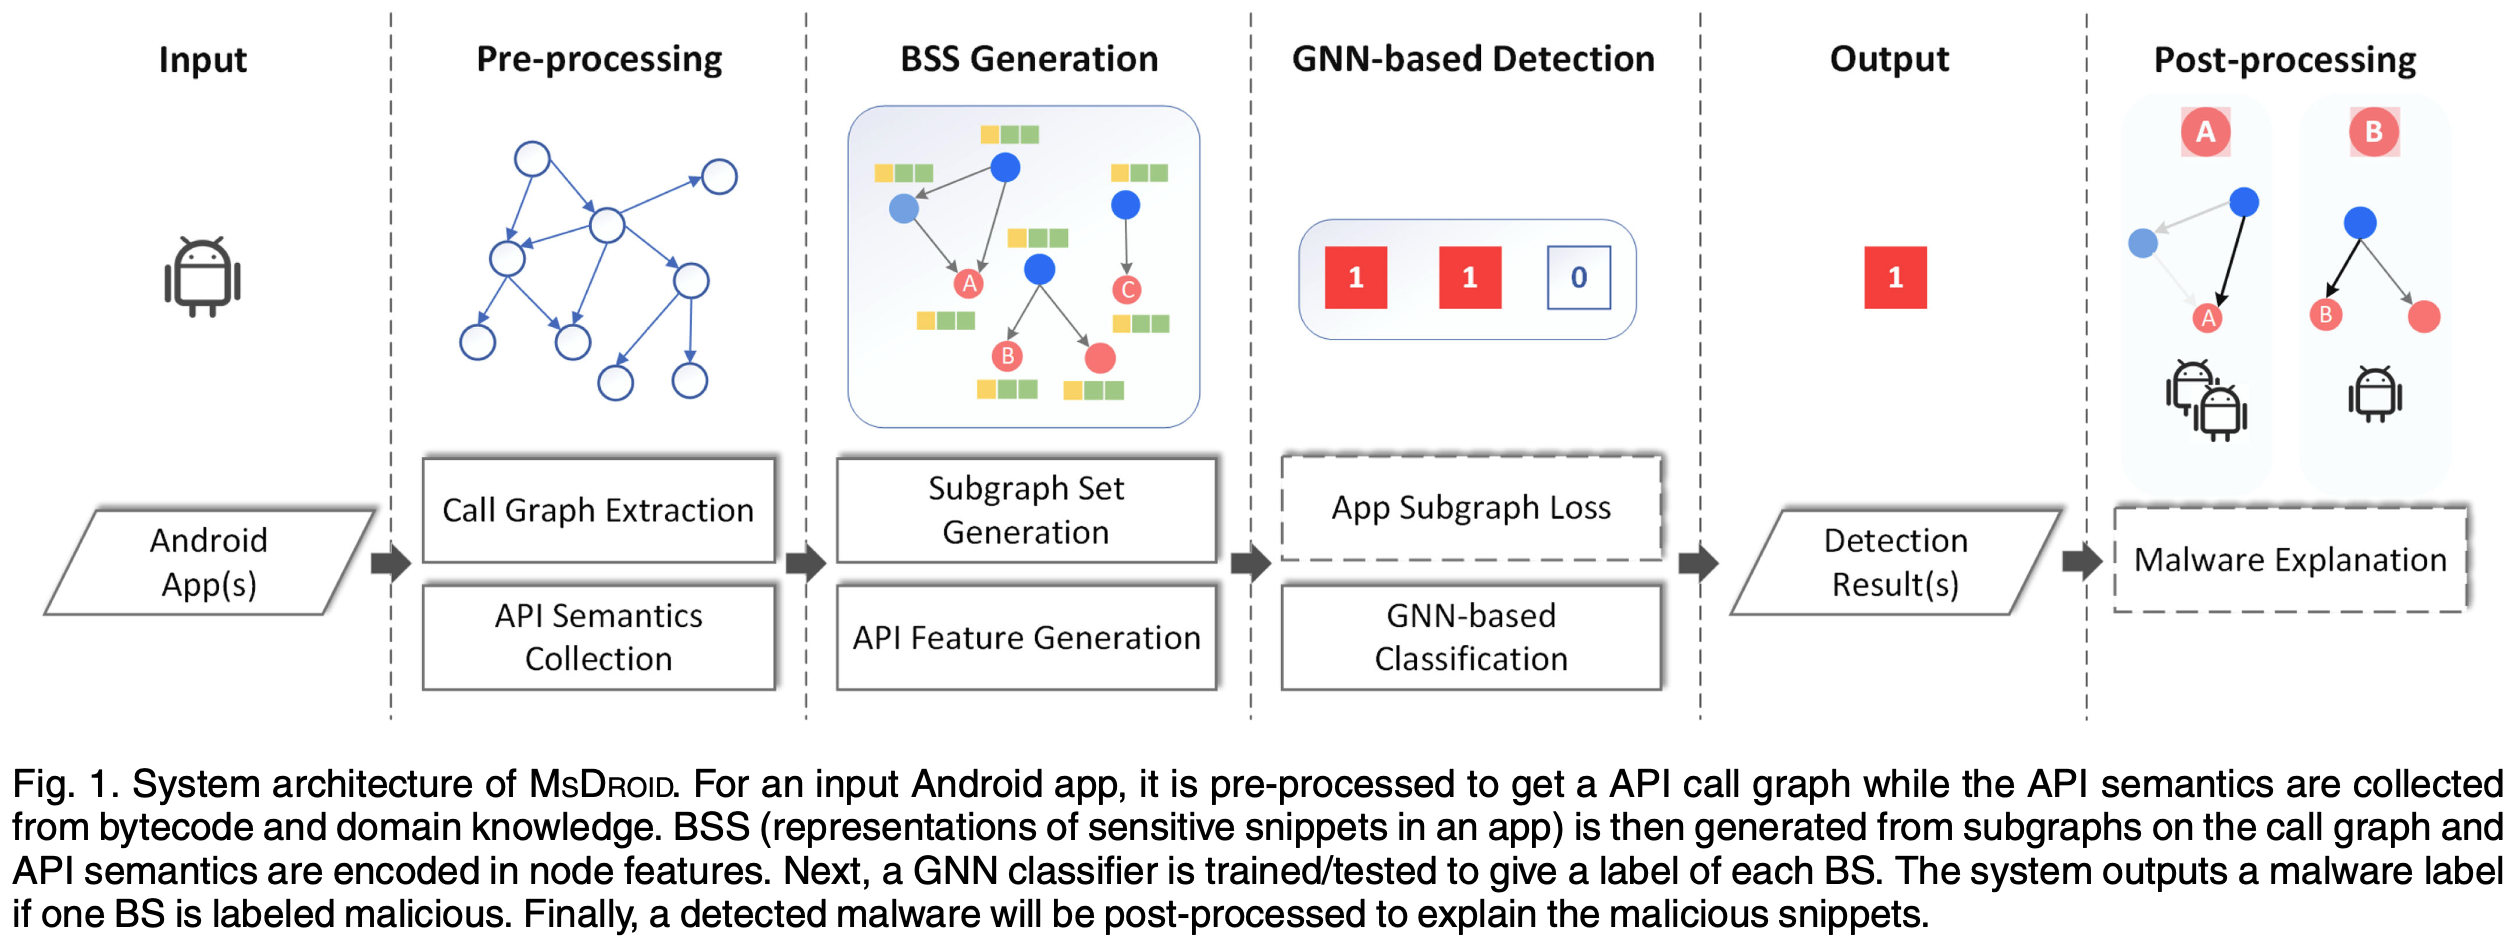 Input
Pre-processing
BSS Generation
GNN-based Detection
Output
Post-processing
A
C
B
1
1
0
1
A
B
A
B
Android
App(s)
Call Graph Extraction
API Semantics
Collection
Subgraph Set
Generation
API Feature Generation
App Subgraph Loss
GNN-based
Classification
Detection
Result(s)
Malware Explanation
Fig. 1. System architecture of MSDROID. For an input Android app, it is pre-processed to get a API call graph while the API semantics are collected
from bytecode and domain knowledge. BSS (representations of sensitive snippets in an app) is then generated from subgraphs on the call graph and
API semantics are encoded in node features. Next, a GNN classifier is trained/tested to give a label of each BS. The system outputs a malware label
if one BS is labeled malicious. Finally, a detected malware will be post-processed to explain the malicious snippets.